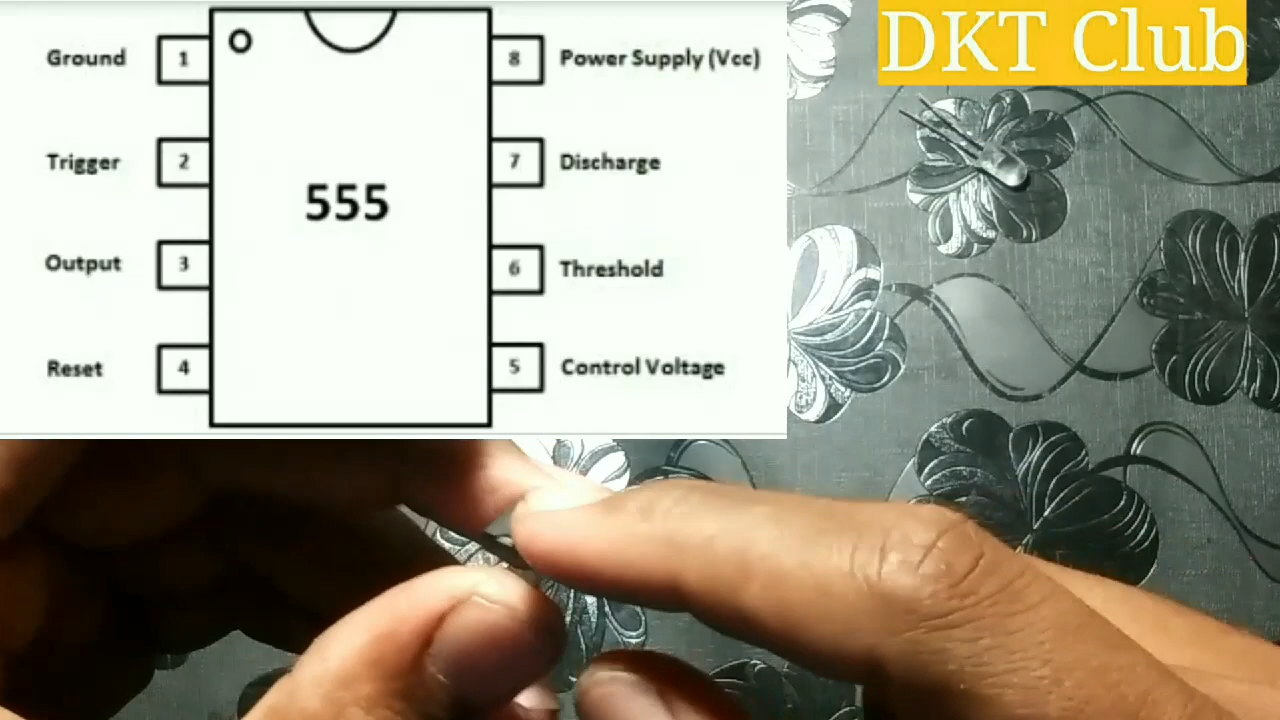 DKT Club
Ground 1 8 Power Supply (Vcc)
Trigger 2 7 Discharge
555
Output 3 6 Threshold
Reset 4 5 Control Voltage